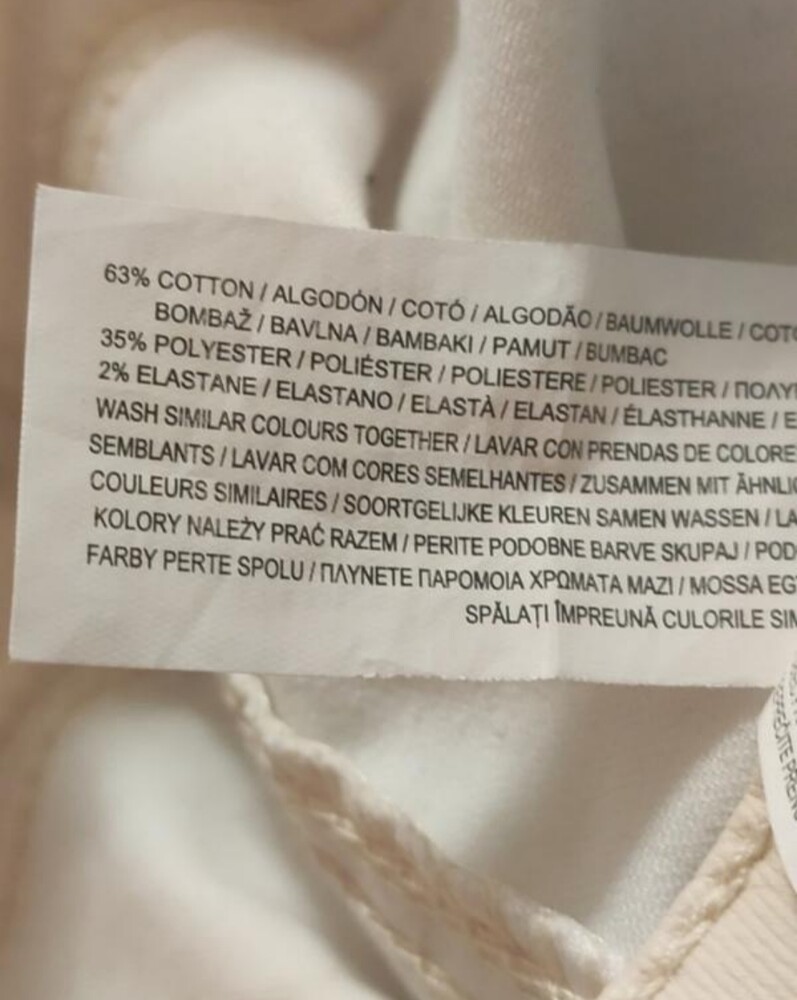 63% COTTON / ALGODÓN / COTÓ / ALGODÃO / BAUMWOLLE /
BOMBAŽ / BAVLNA / BAMBAKI / PAMUT / BUMBAC
35% POLYESTER / POLIÉSTER / POLIESTERE / POLIESTER /
2% ELASTANE / ELASTANO / ELASTÀ / ELASTAN / ÉLASTHANNE /
WASH SIMILAR COLOURS TOGETHER / LAVAR CON PRENDAS DE
SEMBLANTS / LAVAR COM CORES SEMELHANTES / ZUSAMMEN MIT
COULEURS SIMILAIRES / SOORTGELIJKE KLEUREN SAMEN WASSEN /
KOLORY NALEŻY PRAĆ RAZEM / PERITE PODOBNE BARVE SKUPAJ /
FARBY PERTE SPOLU / ΠΛΥΝΕΤΕ ΠΑΡΟΜΟΙΑ ΧΡΩΜΑΤΑ ΜΑΖΙ / MOSSA
SPĂLAȚI ÎMPREUNĂ CULORILE